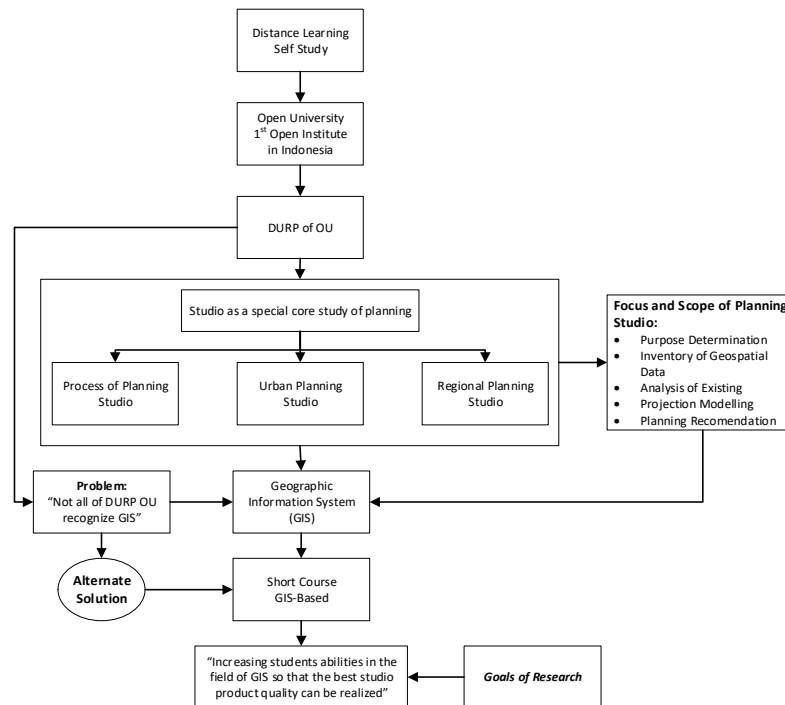 Distance Learning
Self Study
Open University
1st Open Institute
in Indonesia
DURP of OU
Studio as a special core study of planning
Process of Planning
Studio
Urban Planning
Studio
Regional Planning
Studio
Focus and Scope of Planning
Studio:
• Purpose Determination
• Inventory of Geospatial
Data
• Analysis of Existing
• Projection Modelling
• Planning Recomendation
Problem:
“Not all of DURP OU
recognize GIS”
Geographic
Information System
(GIS)
Alternate
Solution
Short Course
GIS-Based
“Increasing students abilities in the
field of GIS so that the best studio
product quality can be realized”
Goals of Research